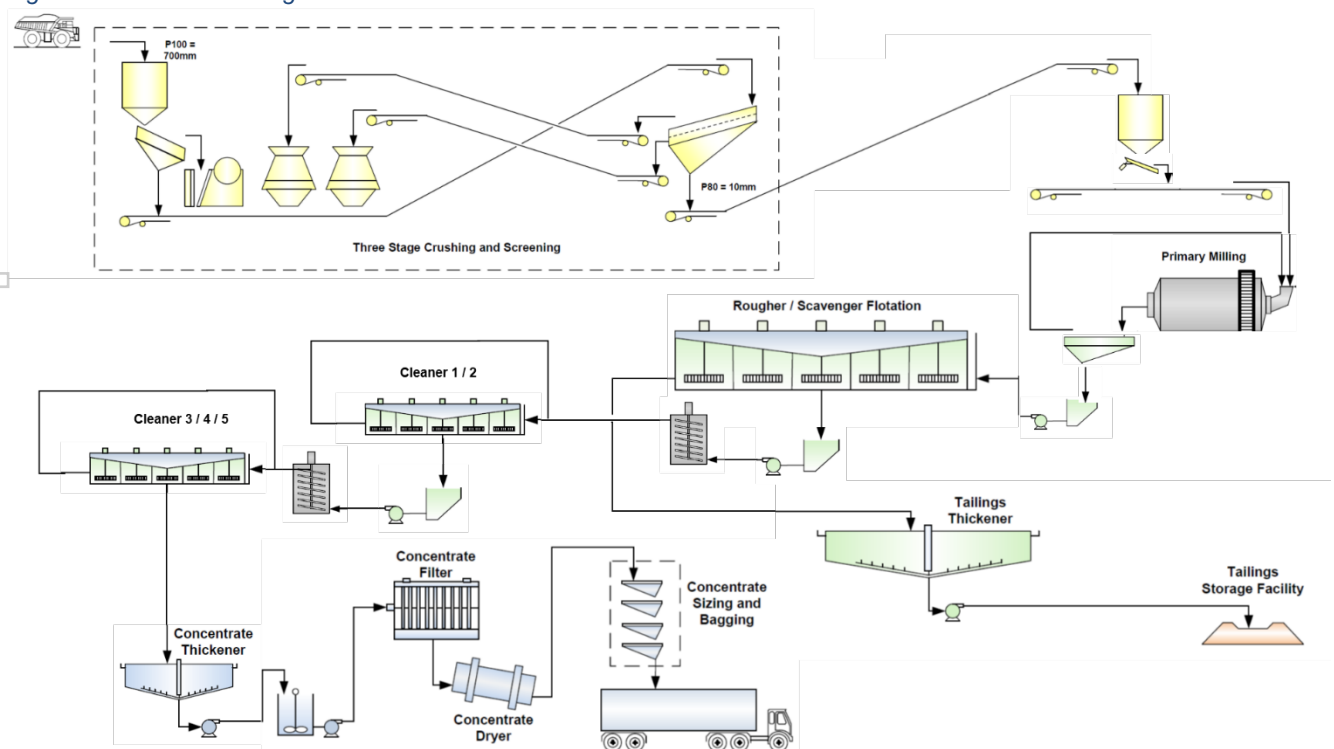 P100 =
700mm
P80 = 10mm
Three Stage Crushing and Screening
Primary Milling
Rougher / Scavenger Flotation
Cleaner 1 / 2
Cleaner 3 / 4 / 5
Tailings
Thickener
Tailings
Storage Facility
Concentrate
Filter
Concentrate
Sizing and
Bagging
Concentrate
Thickener
Concentrate
Dryer